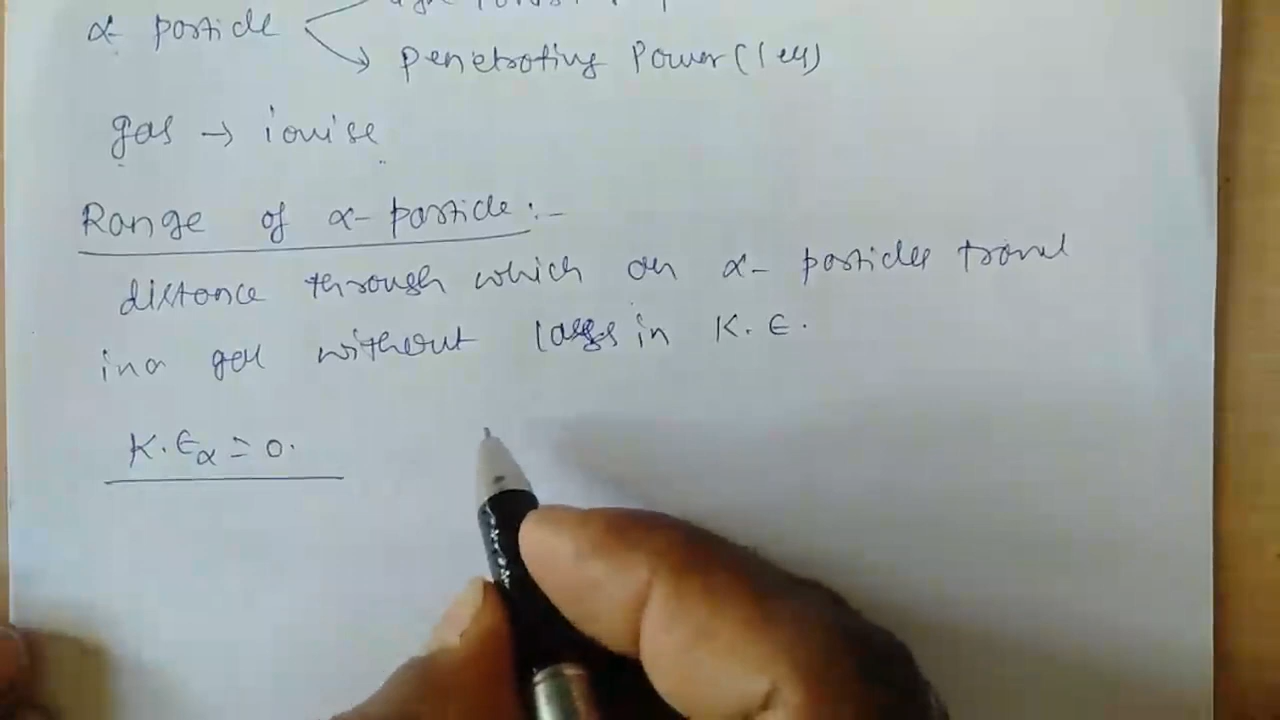 α- particle
penetrating Power (less)
gas → ionise
Range of α- particle :-
distance through which an α- particles travel
in a gas without in K.E.
K.Eα = 0.